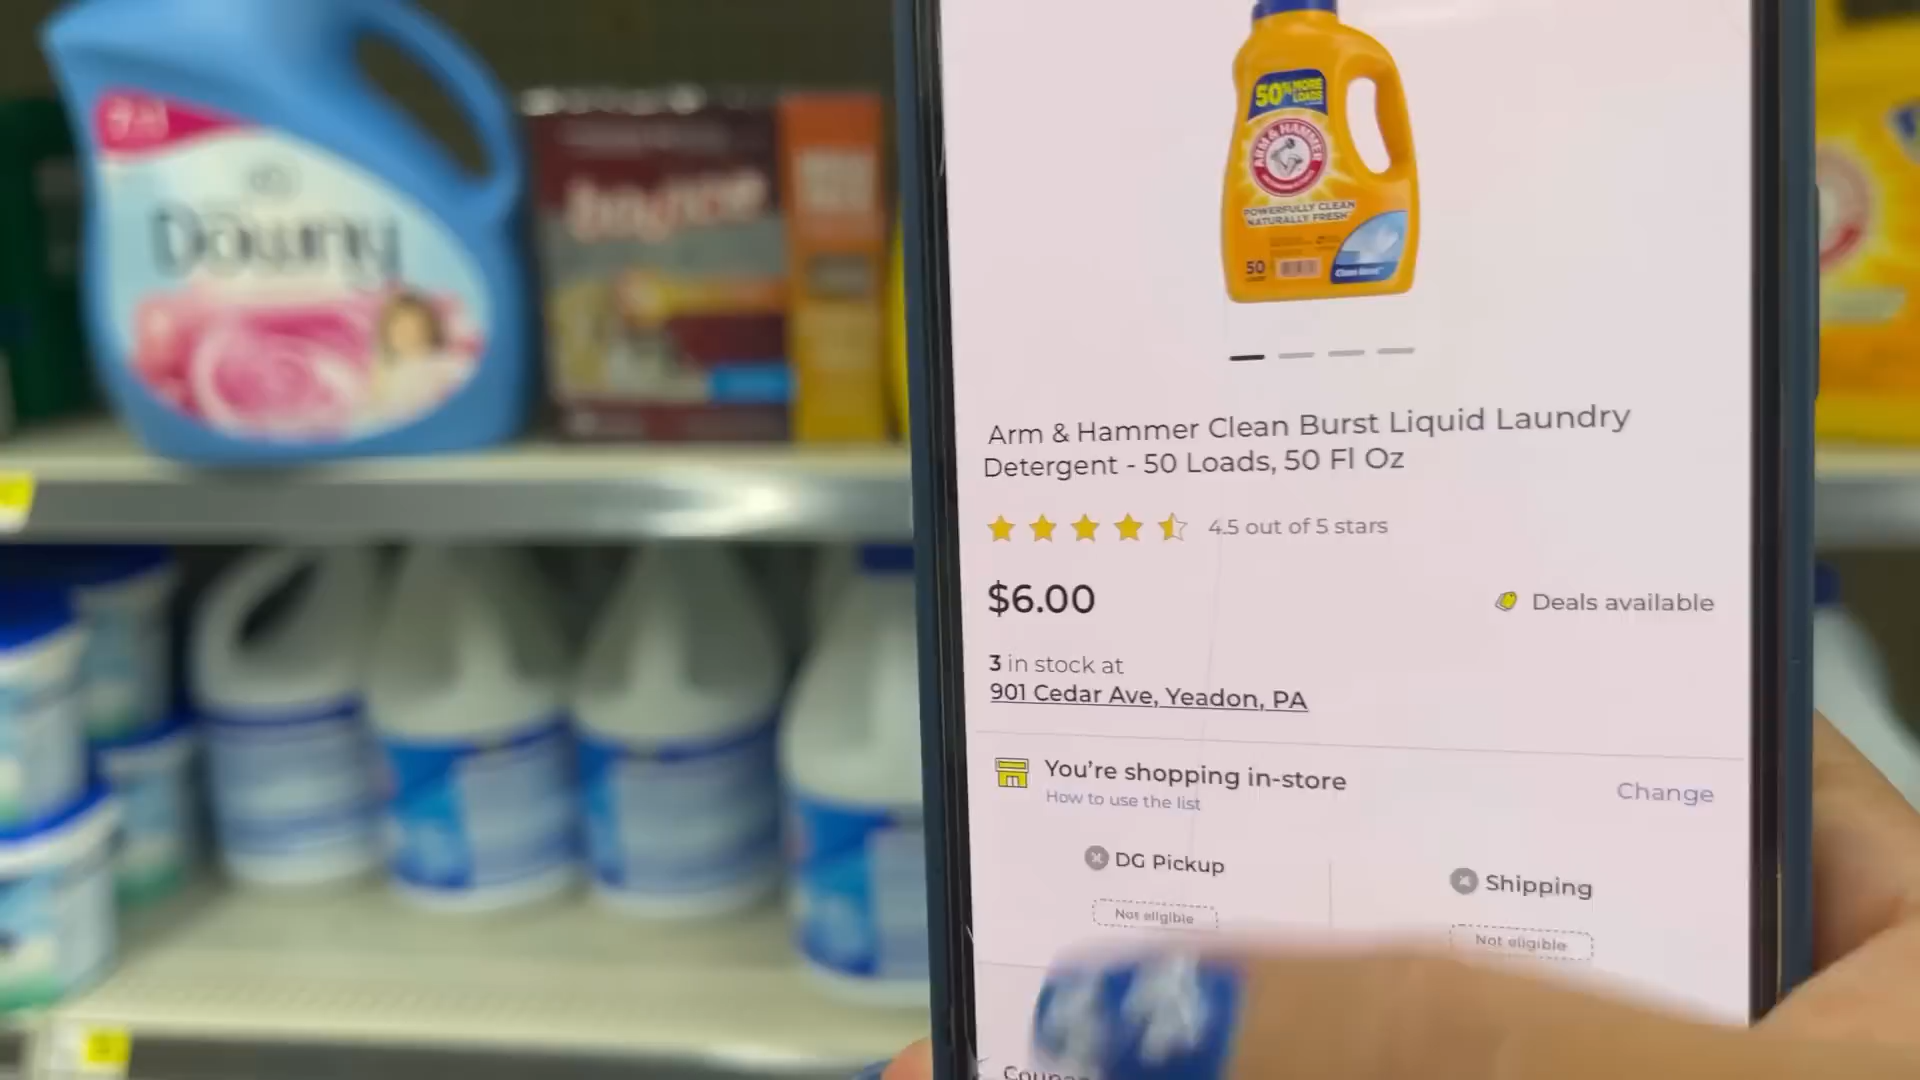 Downy
bounce
50% MORE
LOADS
ARM & HAMMER
POWERFULLY CLEAN
NATURALLY FRESH
50
Clean Burst
Arm & Hammer Clean Burst Liquid Laundry
Detergent - 50 Loads, 50 Fl Oz
4.5 out of 5 stars
$6.00
Deals available
3 in stock at
901 Cedar Ave, Yeadon, PA
You're shopping in-store
Change
How to use the list
DG Pickup
Shipping
Not eligible
Not eligible